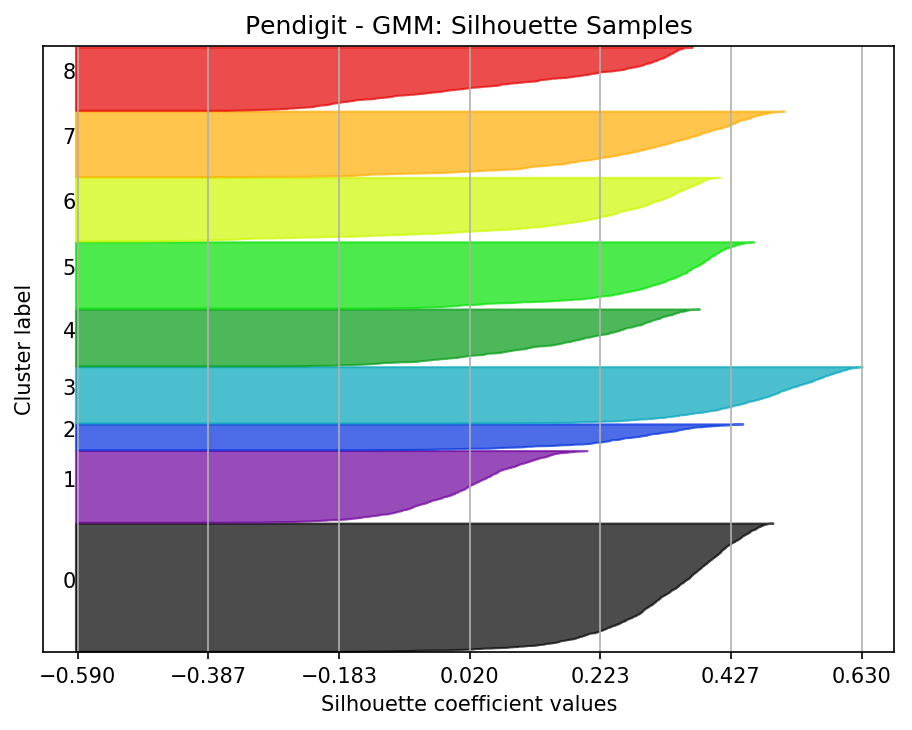 Pendigit - GMM: Silhouette Samples
8
7
6
5
4
3
2
1
0
Cluster label
−0.590 −0.387 −0.183 0.020 0.223 0.427 0.630
Silhouette coefficient values